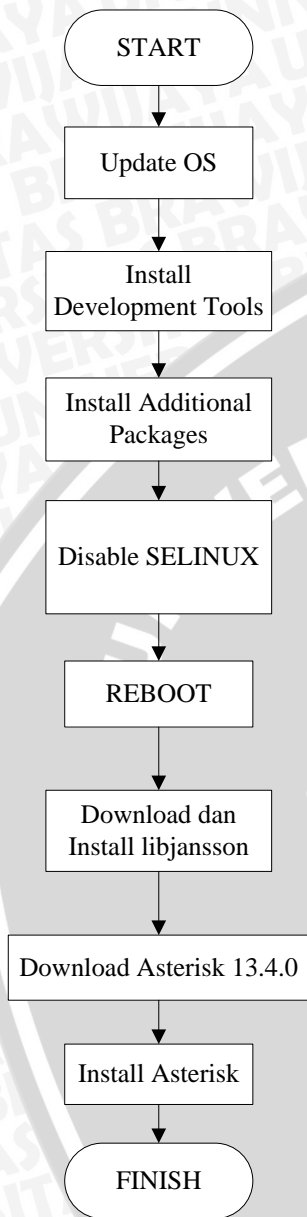 START
Update OS
Install
Development Tools
Install Additional
Packages
Disable SELINUX
REBOOT
Download dan
Install libjansson
Download Asterisk 13.4.0
Install Asterisk
FINISH